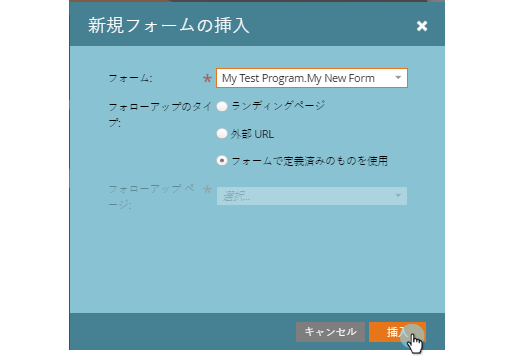 新規フォームの挿入
フォーム: * My Test Program.My New Form
フォローアップのタイプ: ランディングページ
外部 URL
フォームで定義済みのものを使用
フォローアップ ページ: * 選択...
キャンセル 挿入